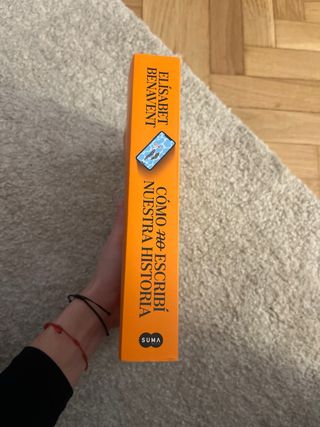 ELÍSABET
BENAVENT
CÓMO no ESCRIBÍ
NUESTRA HISTORIA
SUMA